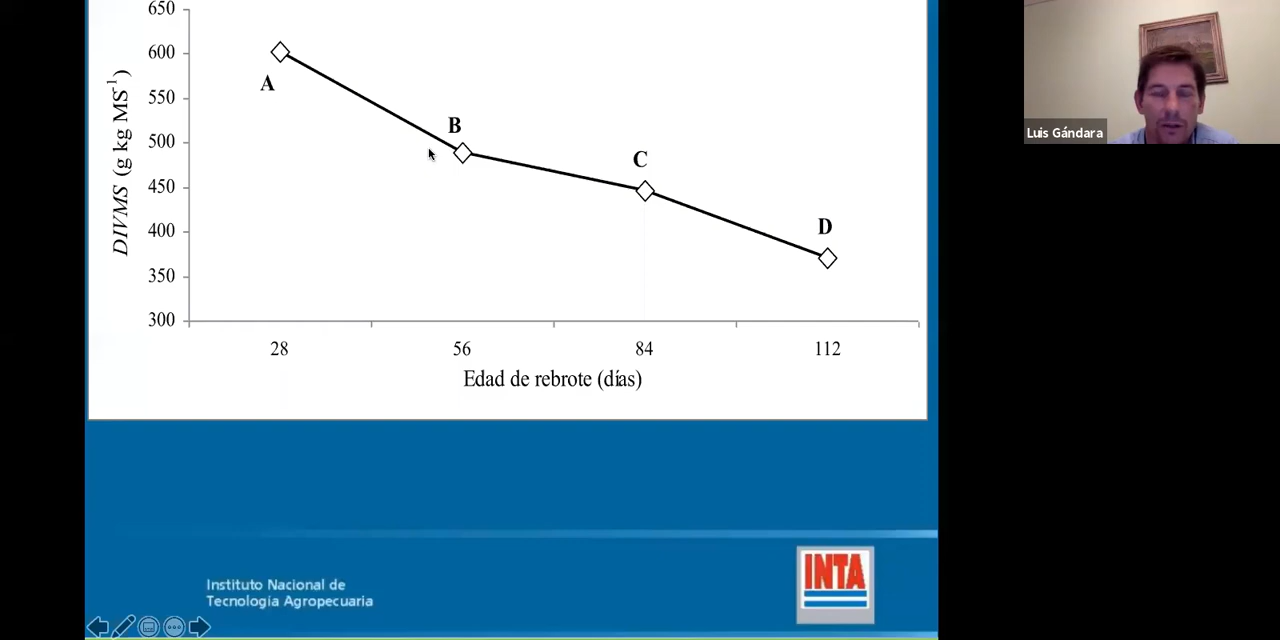 650
600
550
500
450
400
350
300
DIVMS (g kg MS⁻¹)
A
B
C
D
28 56 84 112
Edad de rebrote (días)
Luis Gándara
Instituto Nacional de
Tecnología Agropecuaria
INTA